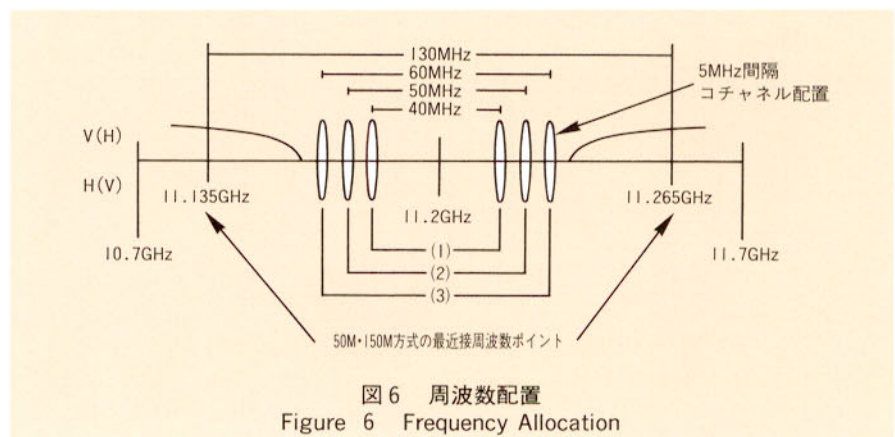 130MHz
60MHz
50MHz
40MHz
5MHz間隔
コチャネル配置
V(H)
H(V)
11.135GHz
11.2GHz
11.265GHz
10.7GHz
11.7GHz
(1)
(2)
(3)
50M・150M方式の最近接周波数ポイント
図6 周波数配置
Figure 6 Frequency Allocation